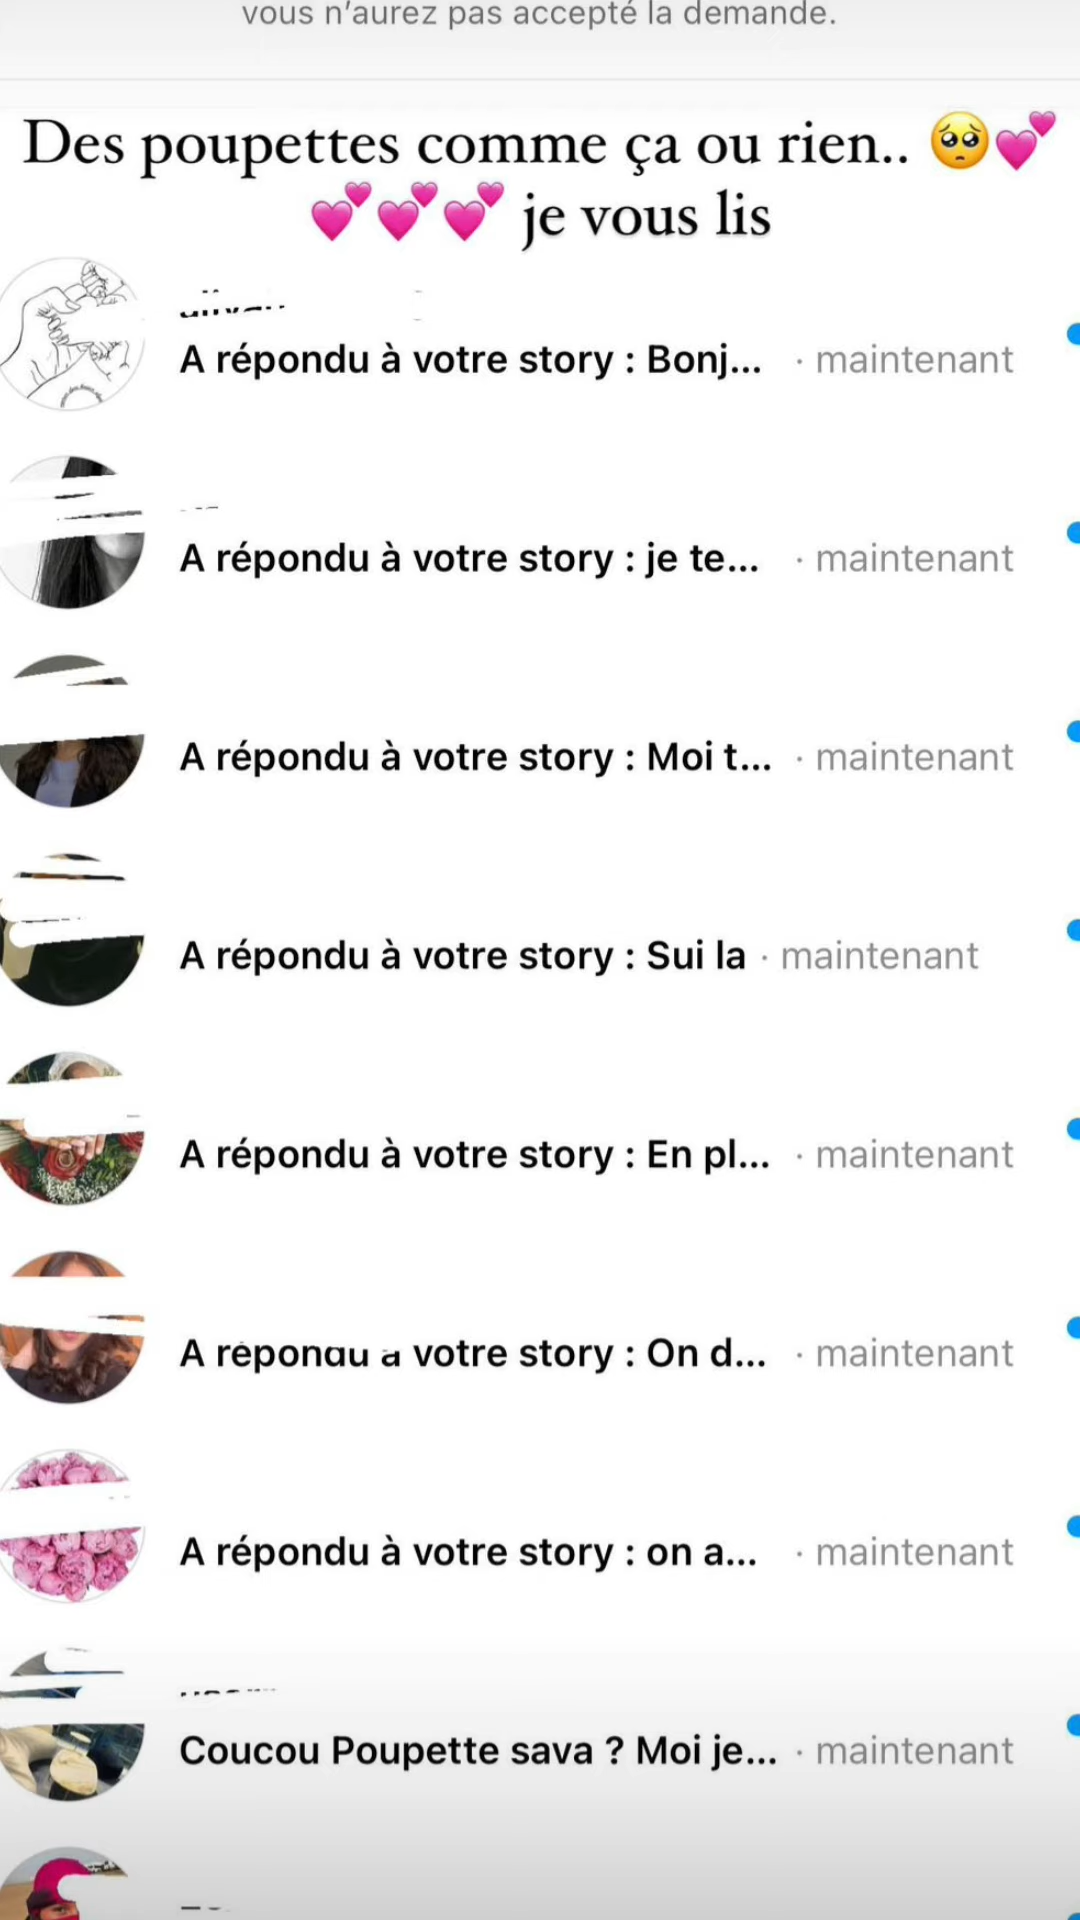 vous n’aurez pas accepté la demande.
Des poupettes comme ça ou rien.. 🥺💕
💕💕💕 je vous lis
A répondu à votre story : Bonj... · maintenant
A répondu à votre story : je te... · maintenant
A répondu à votre story : Moi t... · maintenant
A répondu à votre story : Sui la · maintenant
A répondu à votre story : En pl... · maintenant
A répondu à votre story : On d... · maintenant
A répondu à votre story : on a... · maintenant
Coucou Poupette sava ? Moi je... · maintenant